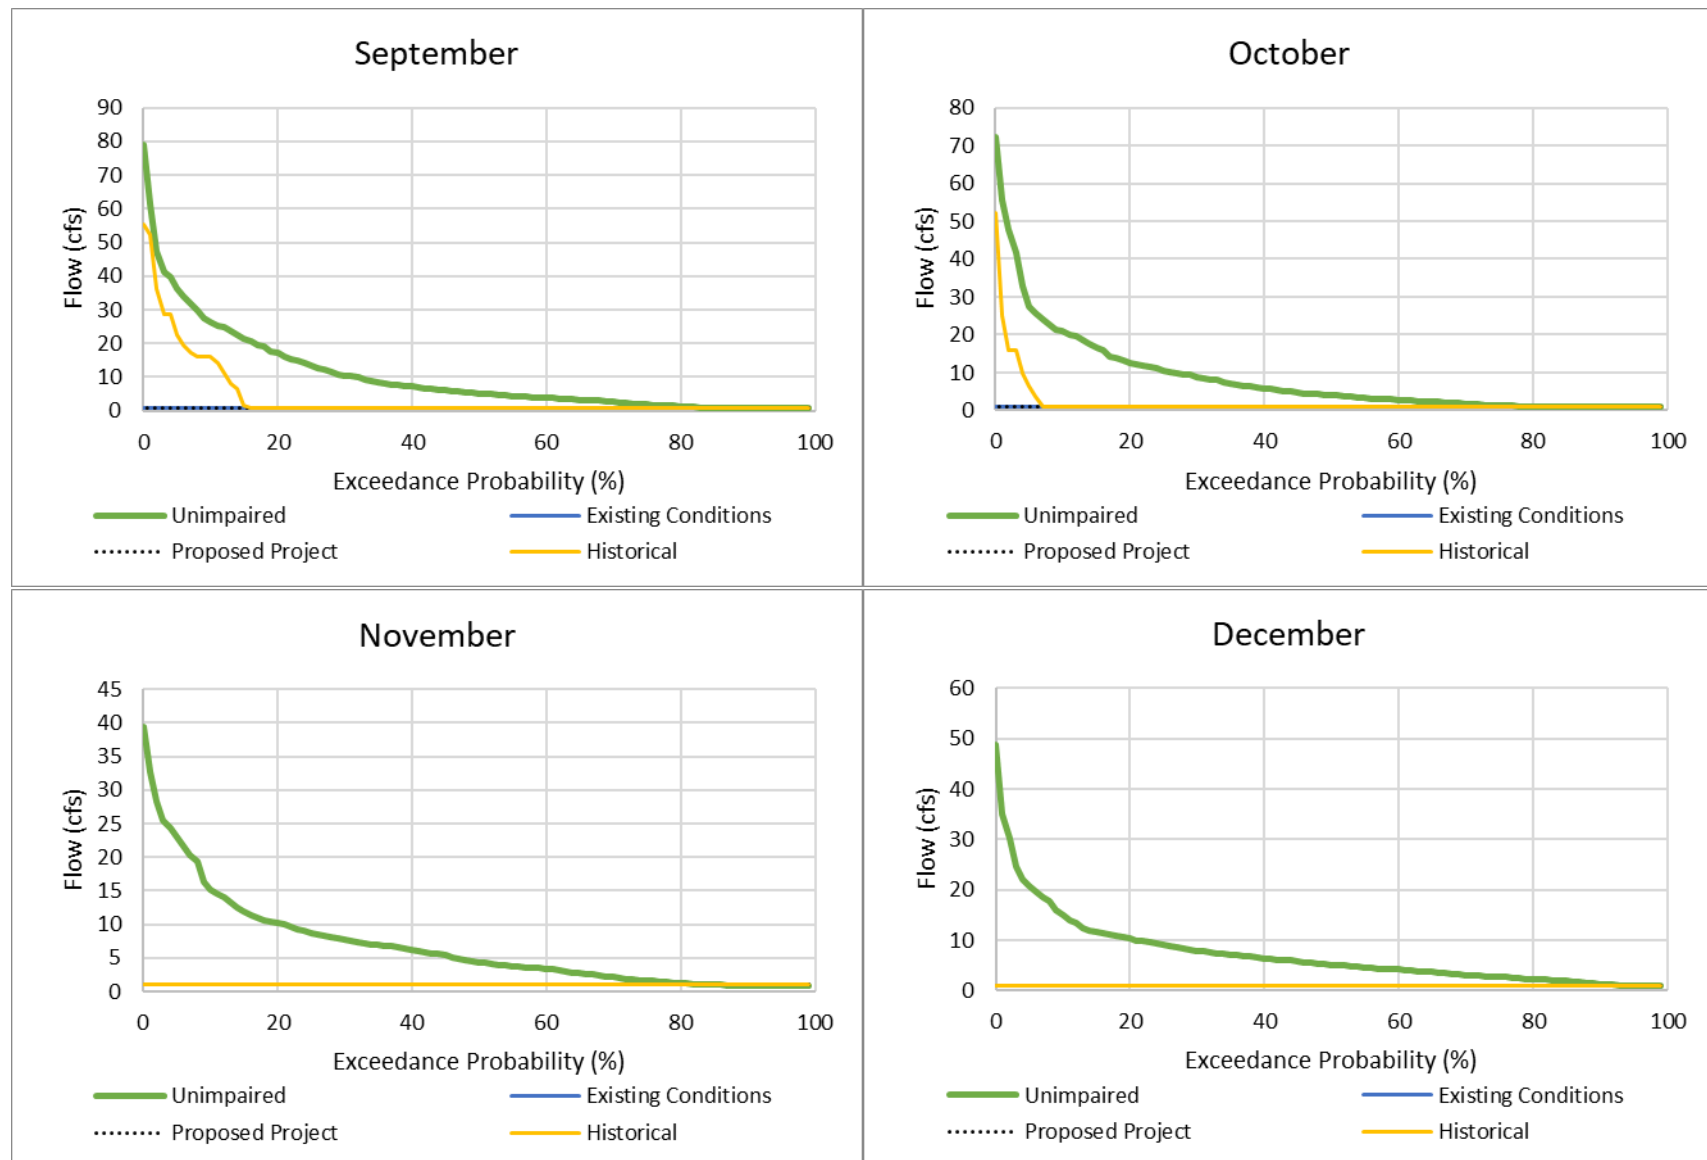 September
90
80
70
60
50
40
30
20
10
0
Flow (cfs)
0 20 40 60 80 100
Exceedance Probability (%)
Unimpaired Existing Conditions
Proposed Project Historical
October
80
70
60
50
40
30
20
10
0
Flow (cfs)
0 20 40 60 80 100
Exceedance Probability (%)
Unimpaired Existing Conditions
Proposed Project Historical
November
45
40
35
30
25
20
15
10
5
0
Flow (cfs)
0 20 40 60 80 100
Exceedance Probability (%)
Unimpaired Existing Conditions
Proposed Project Historical
December
60
50
40
30
20
10
0
Flow (cfs)
0 20 40 60 80 100
Exceedance Probability (%)
Unimpaired Existing Conditions
Proposed Project Historical